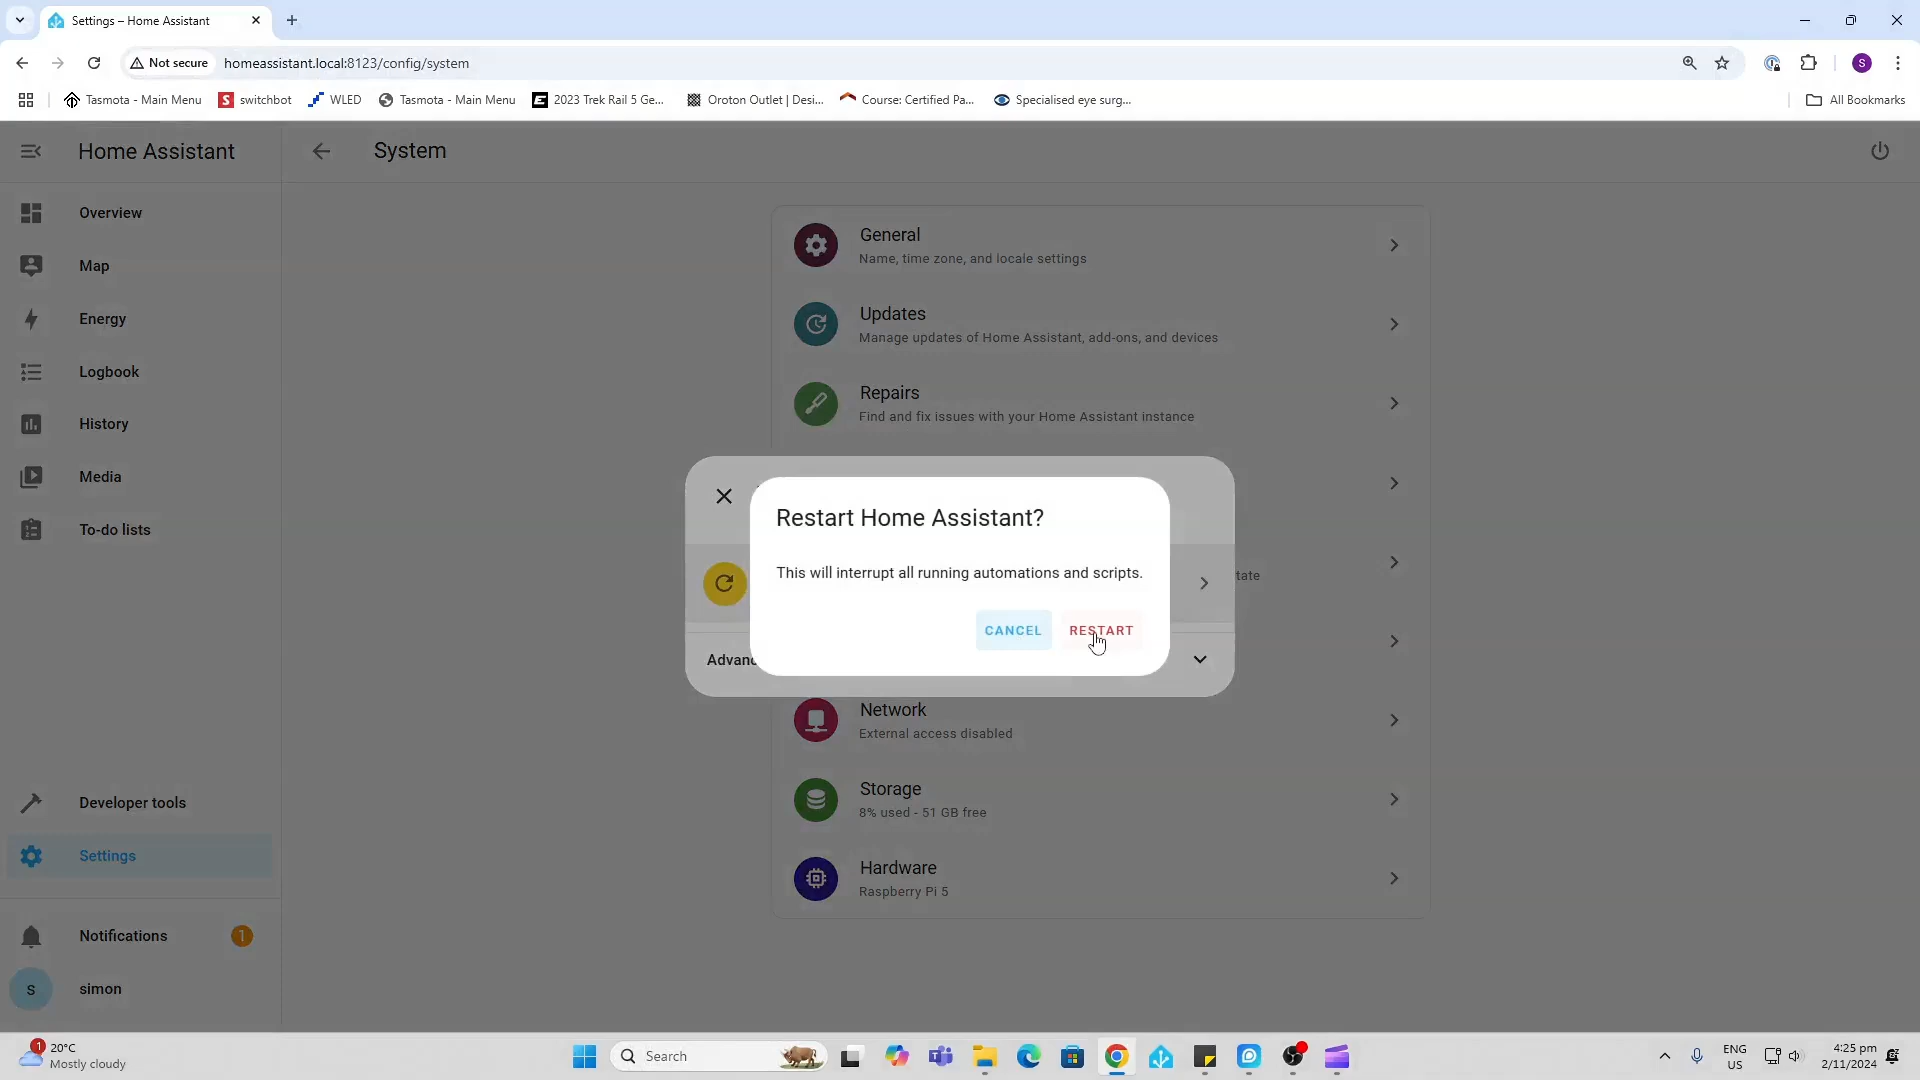 Settings – Home Assistant
Not secure
homeassistant.local:8123/config/system
S
Tasmota - Main Menu
switchbot
WLED
Tasmota - Main Menu
2023 Trek Rail 5 Ge...
Oroton Outlet | Desi...
Course: Certified Pa...
Specialised eye surg...
All Bookmarks
Home Assistant
System
Overview
Map
Energy
Logbook
History
Media
To-do lists
Developer tools
Settings
Notifications
1
s
simon
General
Name, time zone, and locale settings
Updates
Manage updates of Home Assistant, add-ons, and devices
Repairs
Find and fix issues with your Home Assistant instance
Restart Home Assistant?
This will interrupt all running automations and scripts.
CANCEL
RESTART
tate
Advanc
Network
External access disabled
Storage
8% used - 51 GB free
Hardware
Raspberry Pi 5
1
20°C
Mostly cloudy
Search
ENG
US
4:25 pm
2/11/2024